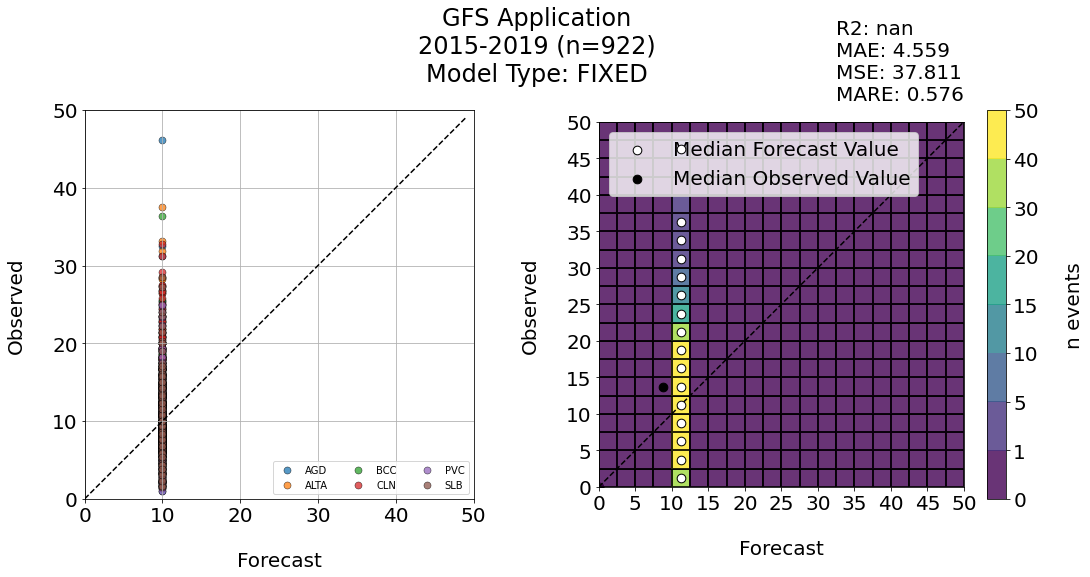 GFS Application
2015-2019 (n=922)
Model Type: FIXED
R2: nan
MAE: 4.559
MSE: 37.811
MARE: 0.576
Observed
50
40
30
20
10
0
0 10 20 30 40 50
Forecast
AGD BCC PVC
ALTA CLN SLB
Observed
50
45
40
35
30
25
20
15
10
5
0
0 5 10 15 20 25 30 35 40 45 50
Forecast
Median Forecast Value
Median Observed Value
50
40
30
20
15
10
5
1
0
n events